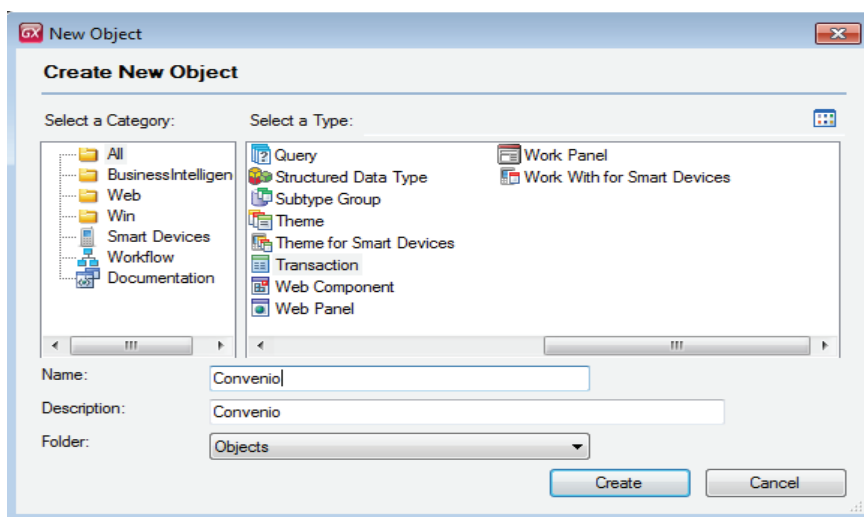 GX New Object
Create New Object
Select a Category:
Select a Type:
All
BusinessIntelligen
Web
Win
Smart Devices
Workflow
Documentation
Query
Structured Data Type
Subtype Group
Theme
Theme for Smart Devices
Transaction
Web Component
Web Panel
Work Panel
Work With for Smart Devices
Name:
Convenio
Description:
Convenio
Folder:
Objects
Create
Cancel